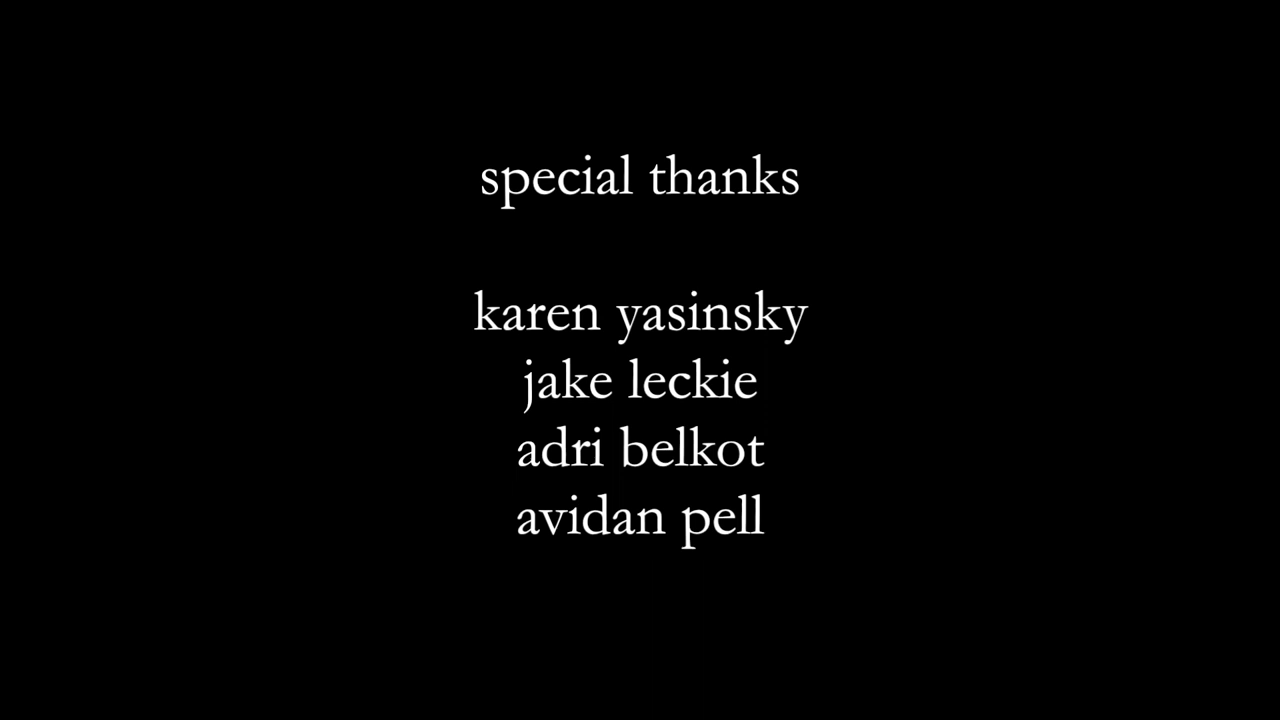 special thanks
karen yasinsky
jake leckie
adri belkot
avidan pell